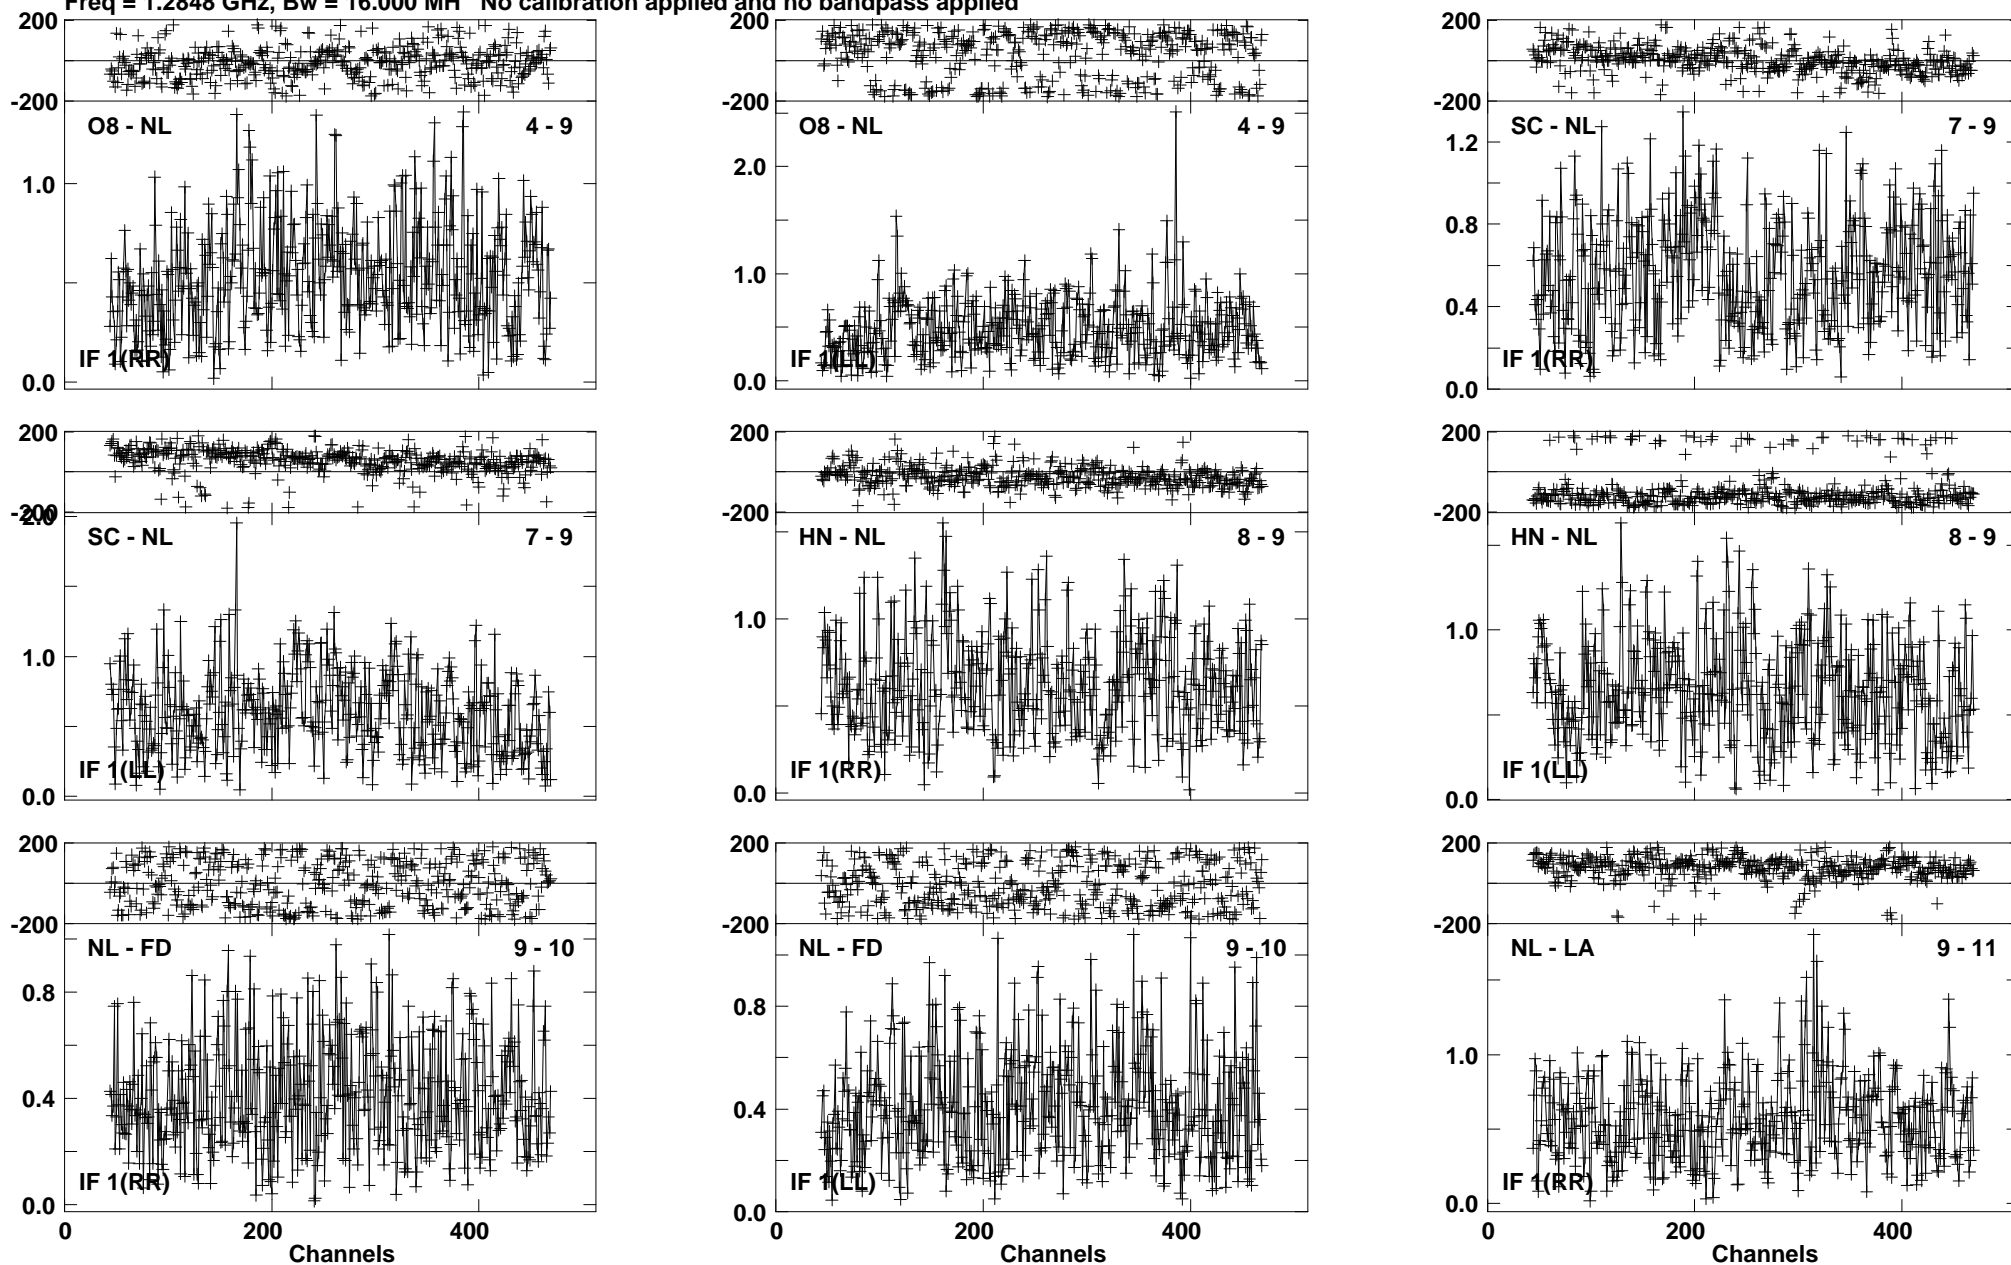 Freq = 1.2848 GHz, Bw = 16.000 MH No calibration applied and no bandpass applied
200
-200
O8 - NL 4 - 9
1.0
IF 1(RR)
0.0
200
-200
O8 - NL 4 - 9
2.0
1.0
IF 1(LL)
0.0
200
-200
SC - NL 7 - 9
1.2
0.8
0.4
IF 1(RR)
0.0
200
-200
2.0
SC - NL 7 - 9
1.0
IF 1(LL)
0.0
200
-200
HN - NL 8 - 9
1.0
IF 1(RR)
0.0
200
-200
HN - NL 8 - 9
1.0
IF 1(LL)
0.0
200
-200
NL - FD 9 - 10
0.8
0.4
IF 1(RR)
0.0
0 200 400
Channels
200
-200
NL - FD 9 - 10
0.8
0.4
IF 1(LL)
0.0
0 200 400
Channels
200
-200
NL - LA 9 - 11
1.0
IF 1(RR)
0.0
0 200 400
Channels